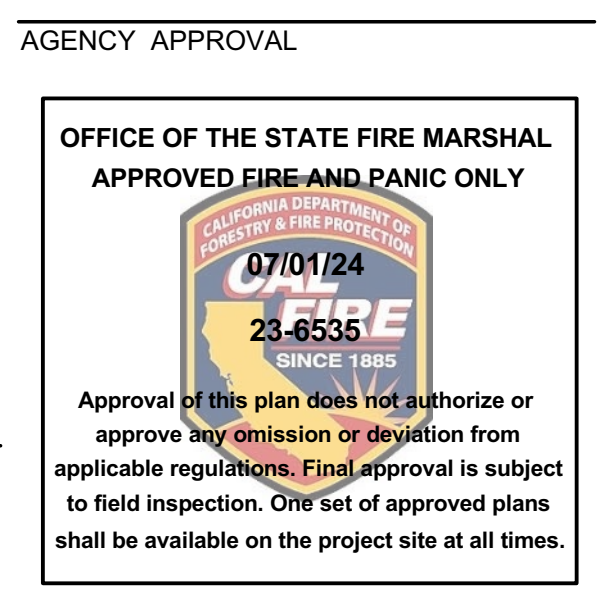 AGENCY APPROVAL
OFFICE OF THE STATE FIRE MARSHAL
APPROVED FIRE AND PANIC ONLY
CALIFORNIA DEPARTMENT OF
FORESTRY & FIRE PROTECTION
07/01/24
CAL
FIRE
23-6535
SINCE 1885
Approval of this plan does not authorize or
approve any omission or deviation from
applicable regulations. Final approval is subject
to field inspection. One set of approved plans
shall be available on the project site at all times.